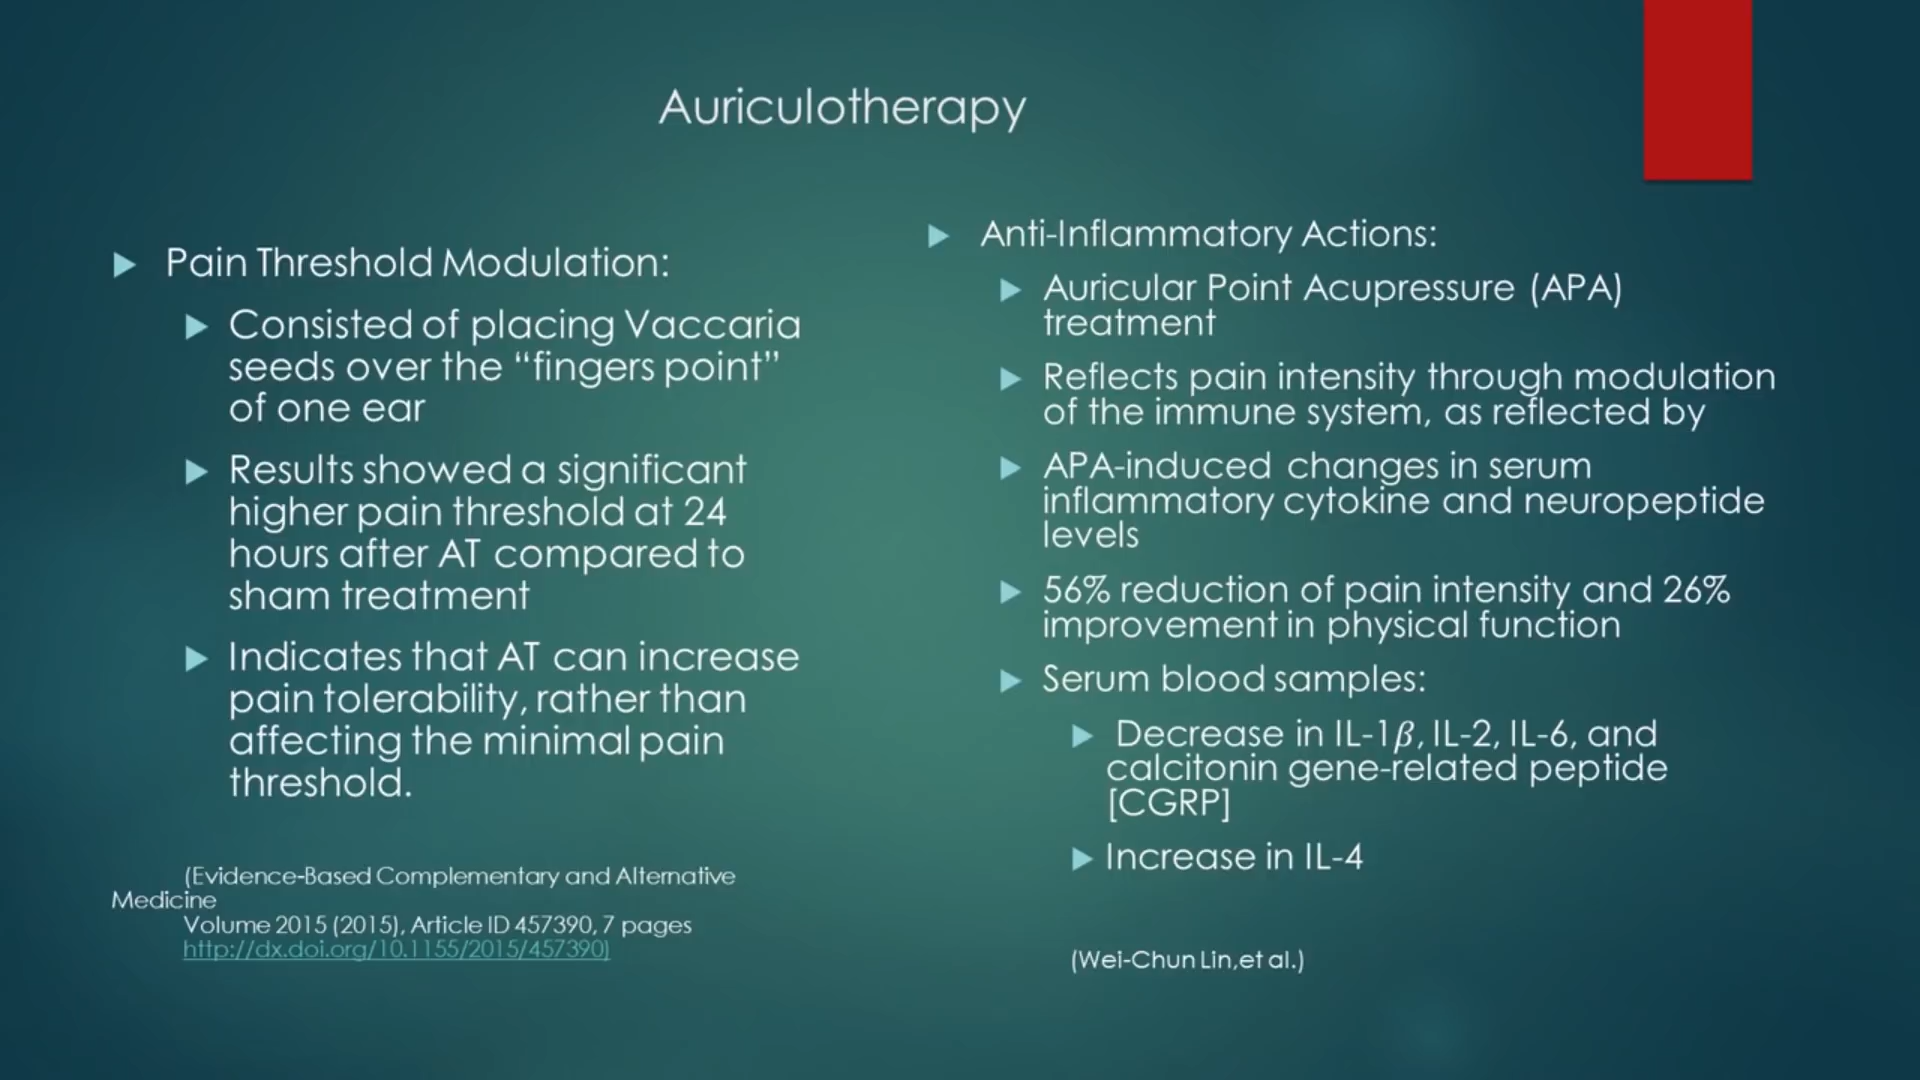 Auriculotherapy
Pain Threshold Modulation:
Consisted of placing Vaccaria
seeds over the “fingers point”
of one ear
Results showed a significant
higher pain threshold at 24
hours after AT compared to
sham treatment
Indicates that AT can increase
pain tolerability, rather than
affecting the minimal pain
threshold.
(Evidence-Based Complementary and Alternative
Medicine
Volume 2015 (2015), Article ID 457390, 7 pages
http://dx.doi.org/10.1155/2015/457390)
Anti-Inflammatory Actions:
Auricular Point Acupressure (APA)
treatment
Reflects pain intensity through modulation
of the immune system, as reflected by
APA-induced changes in serum
inflammatory cytokine and neuropeptide
levels
56% reduction of pain intensity and 26%
improvement in physical function
Serum blood samples:
Decrease in IL-1β, IL-2, IL-6, and
calcitonin gene-related peptide
[CGRP]
Increase in IL-4
(Wei-Chun Lin,et al.)